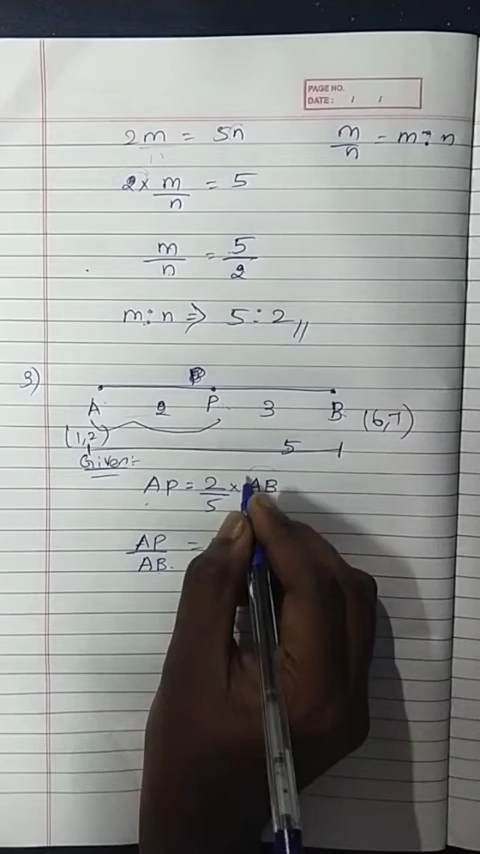 PAGE NO.
DATE : / /
2m = 5n m/n = m:n
2 × m/n = 5
m/n = 5/2
m:n ⇒ 5:2 //
3)
A 2 P 3 B (6,7)
(1,2) 5
Given:-
AP = 2/5 × AB
AP/AB =